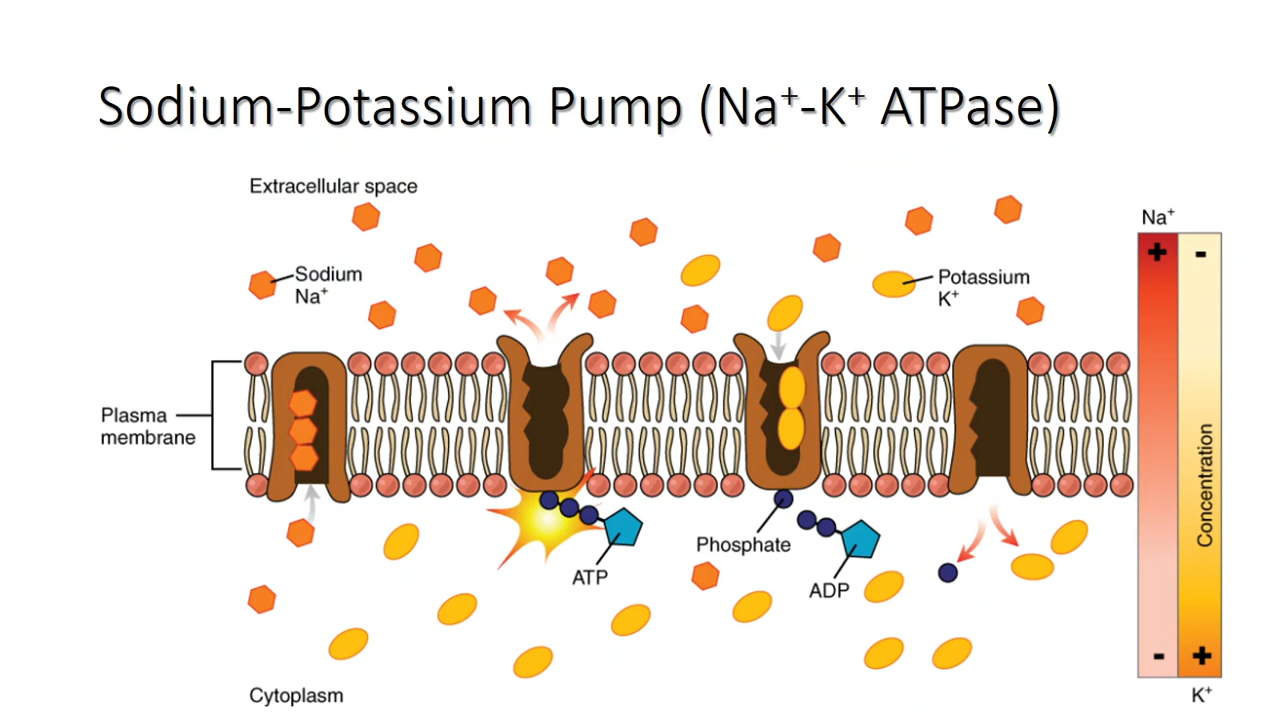 Sodium-Potassium Pump (Na⁺-K⁺ ATPase)
Extracellular space
Sodium
Na⁺
Potassium
K⁺
Plasma
membrane
ATP
Phosphate
ADP
Cytoplasm
Na⁺
+ -
Concentration
- +
K⁺